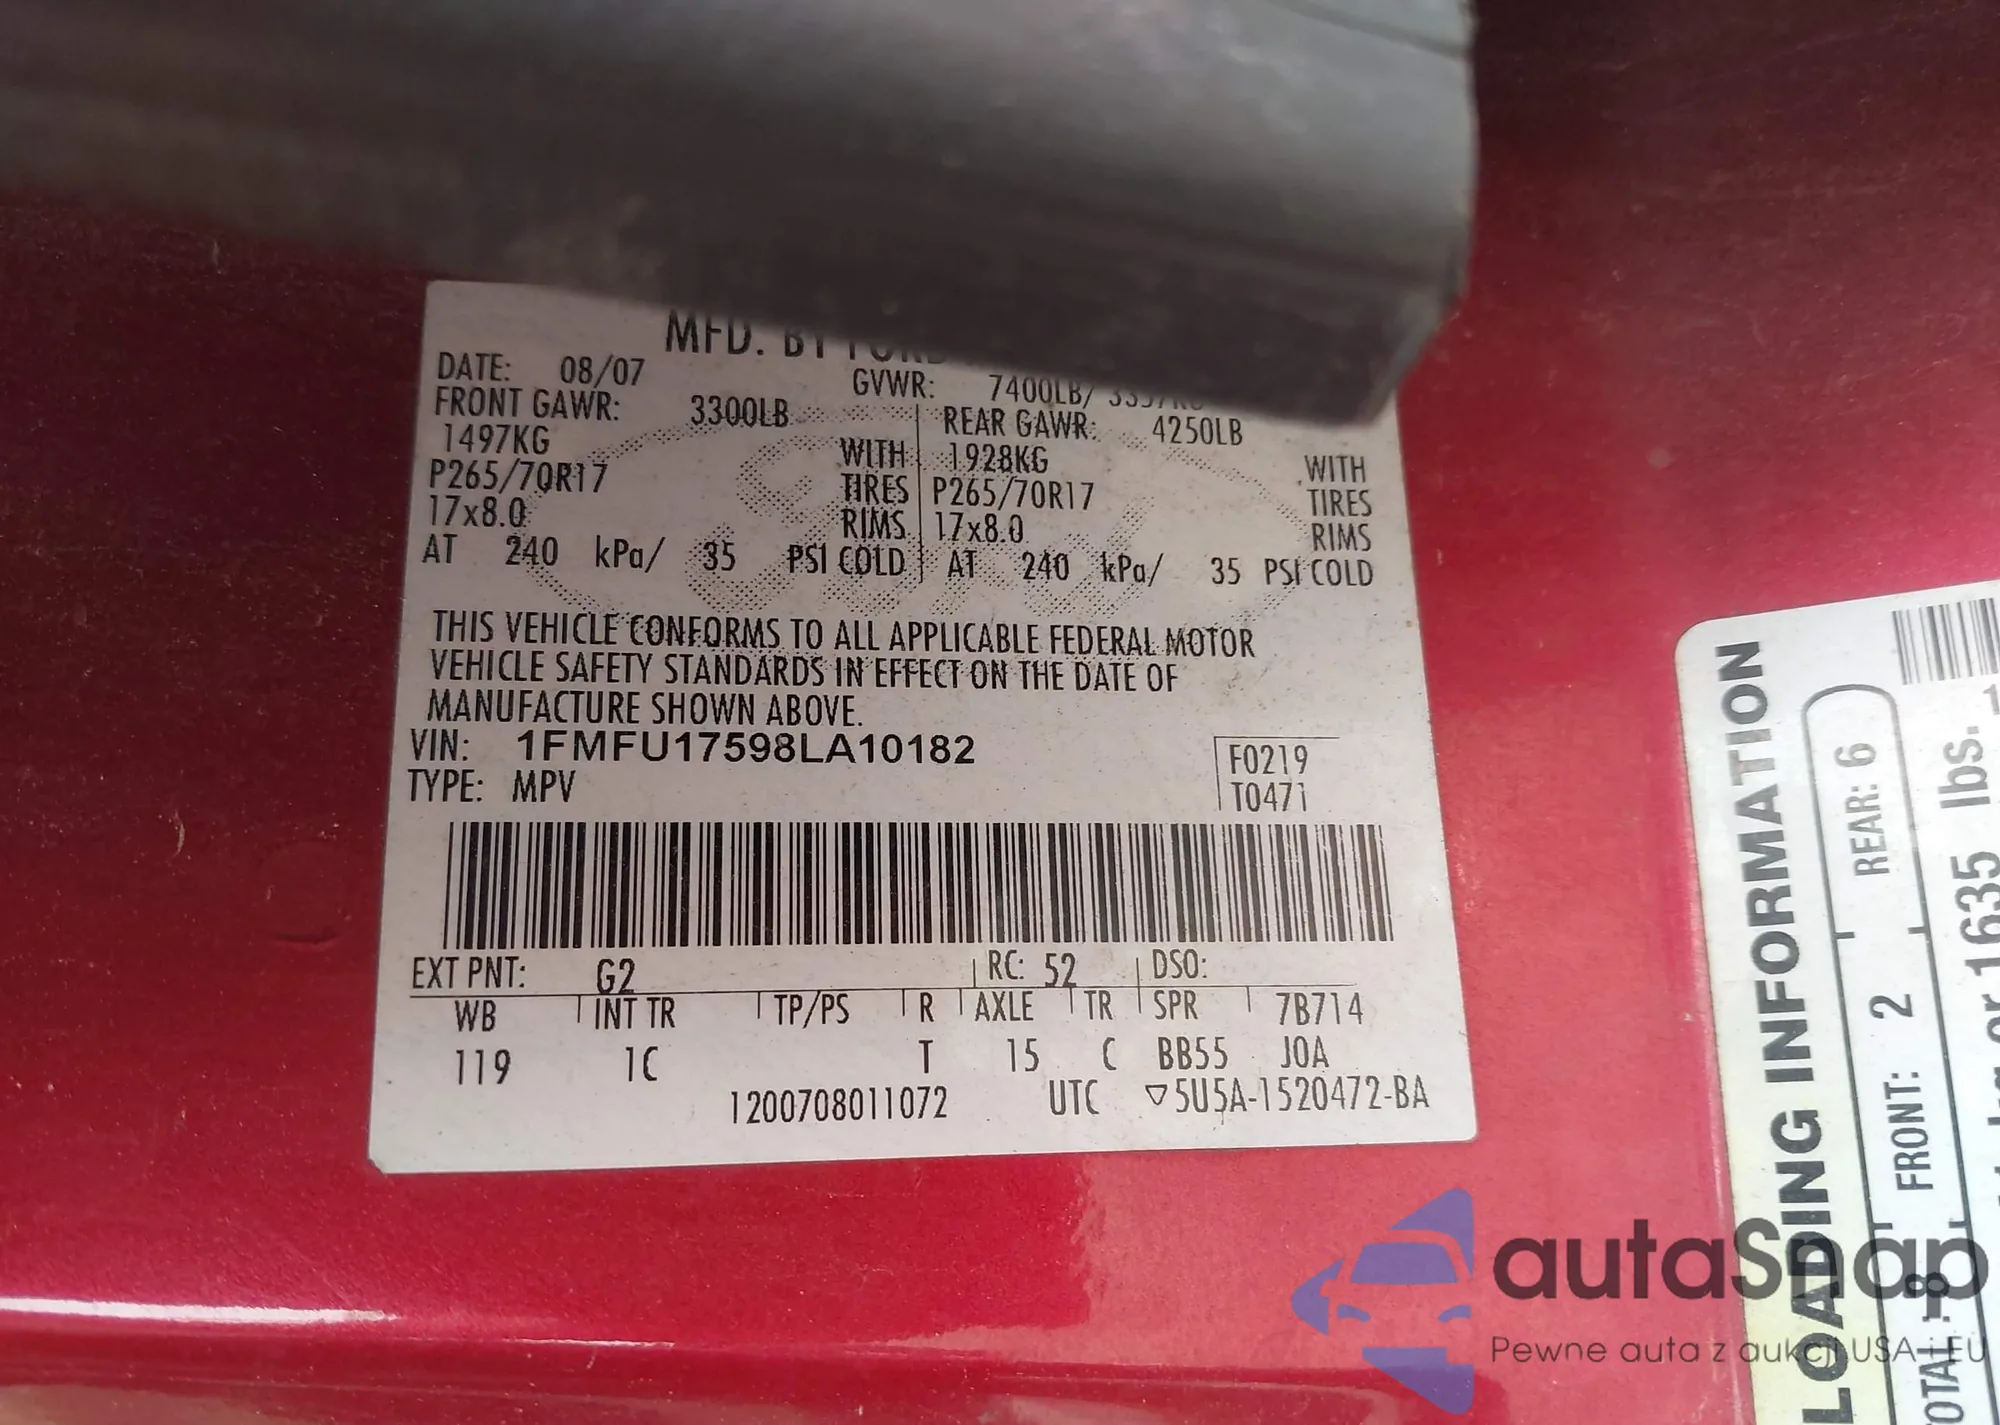 MFD. BY FORD
DATE: 08/07 GVWR: 7400LB/ 3357KG
FRONT GAWR: 3300LB REAR GAWR: 4250LB
1497KG WITH 1928KG WITH
P265/70R17 TIRES P265/70R17 TIRES
17x8.0 RIMS 17x8.0 RIMS
AT 240 kPa/ 35 PSI COLD AT 240 kPa/ 35 PSI COLD
THIS VEHICLE CONFORMS TO ALL APPLICABLE FEDERAL MOTOR
VEHICLE SAFETY STANDARDS IN EFFECT ON THE DATE OF
MANUFACTURE SHOWN ABOVE.
VIN: 1FMFU17598LA10182 F0219
TYPE: MPV T0471
EXT PNT: G2 RC: 52 DSO:
WB INT TR TP/PS R AXLE TR SPR 7B714
119 1C T 15 C BB55 J0A
1200708011072 UTC ▽5U5A-1520472-BA
LOADING INFORMATION
FRONT: 2 REAR: 6
kg or 1635 lbs.
autaSnap
Pewne auta z aukcji USA i EU